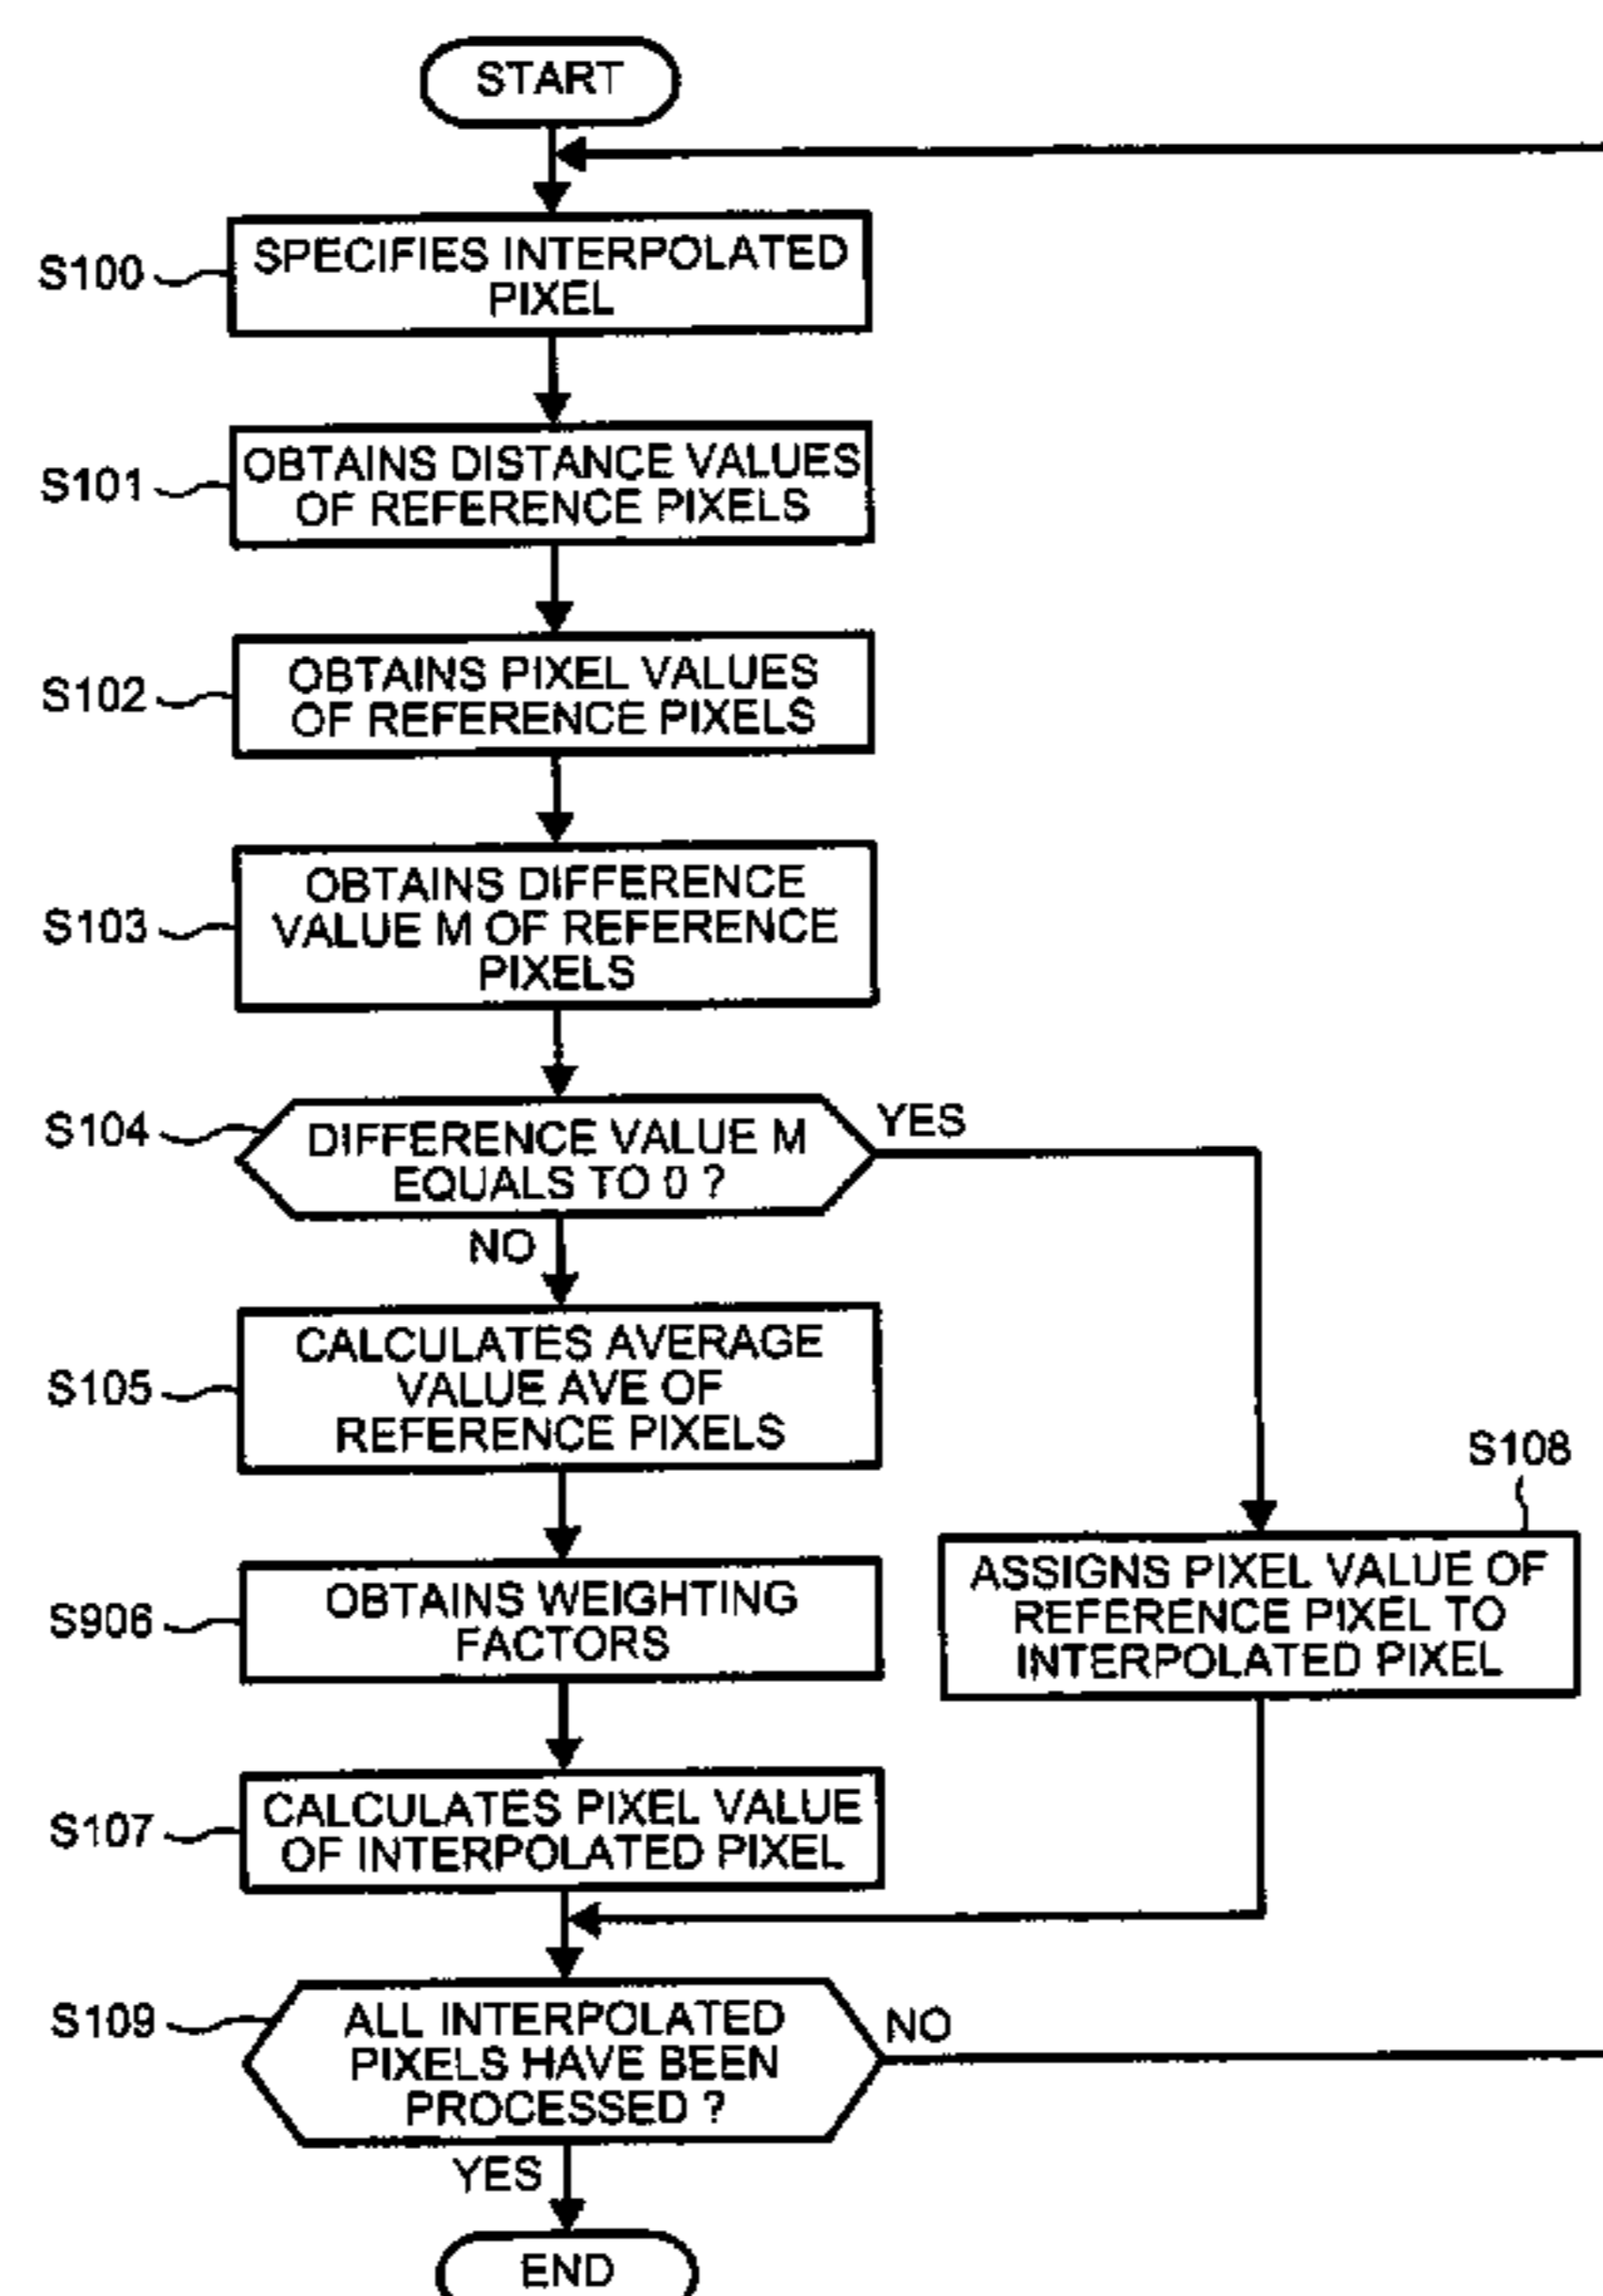 START
S100
SPECIFIES INTERPOLATED
PIXEL
S101
OBTAINS DISTANCE VALUES
OF REFERENCE PIXELS
S102
OBTAINS PIXEL VALUES
OF REFERENCE PIXELS
S103
OBTAINS DIFFERENCE
VALUE M OF REFERENCE
PIXELS
S104
DIFFERENCE VALUE M
EQUALS TO 0 ?
YES
NO
S105
CALCULATES AVERAGE
VALUE AVE OF
REFERENCE PIXELS
S108
ASSIGNS PIXEL VALUE OF
REFERENCE PIXEL TO
INTERPOLATED PIXEL
S906
OBTAINS WEIGHTING
FACTORS
S107
CALCULATES PIXEL VALUE
OF INTERPOLATED PIXEL
S109
ALL INTERPOLATED
PIXELS HAVE BEEN
PROCESSED ?
NO
YES
END